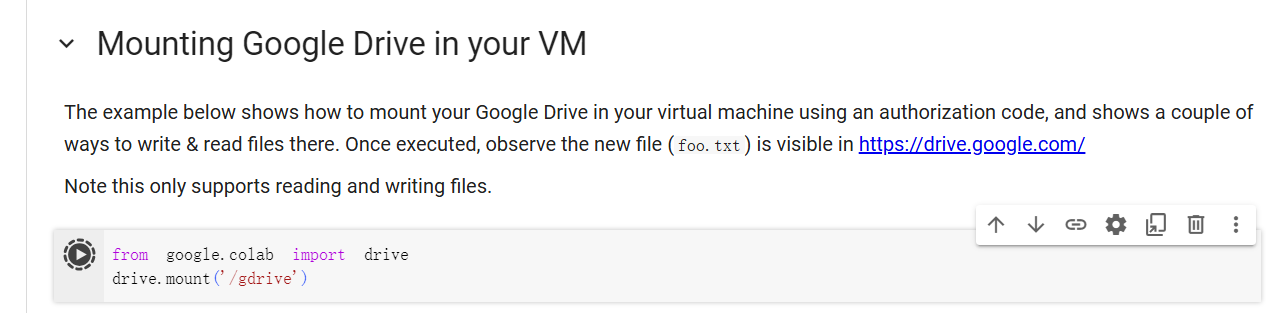 Mounting Google Drive in your VM
The example below shows how to mount your Google Drive in your virtual machine using an authorization code, and shows a couple of
ways to write & read files there. Once executed, observe the new file (foo.txt) is visible in https://drive.google.com/
Note this only supports reading and writing files.
from google.colab import drive
drive.mount('/gdrive')